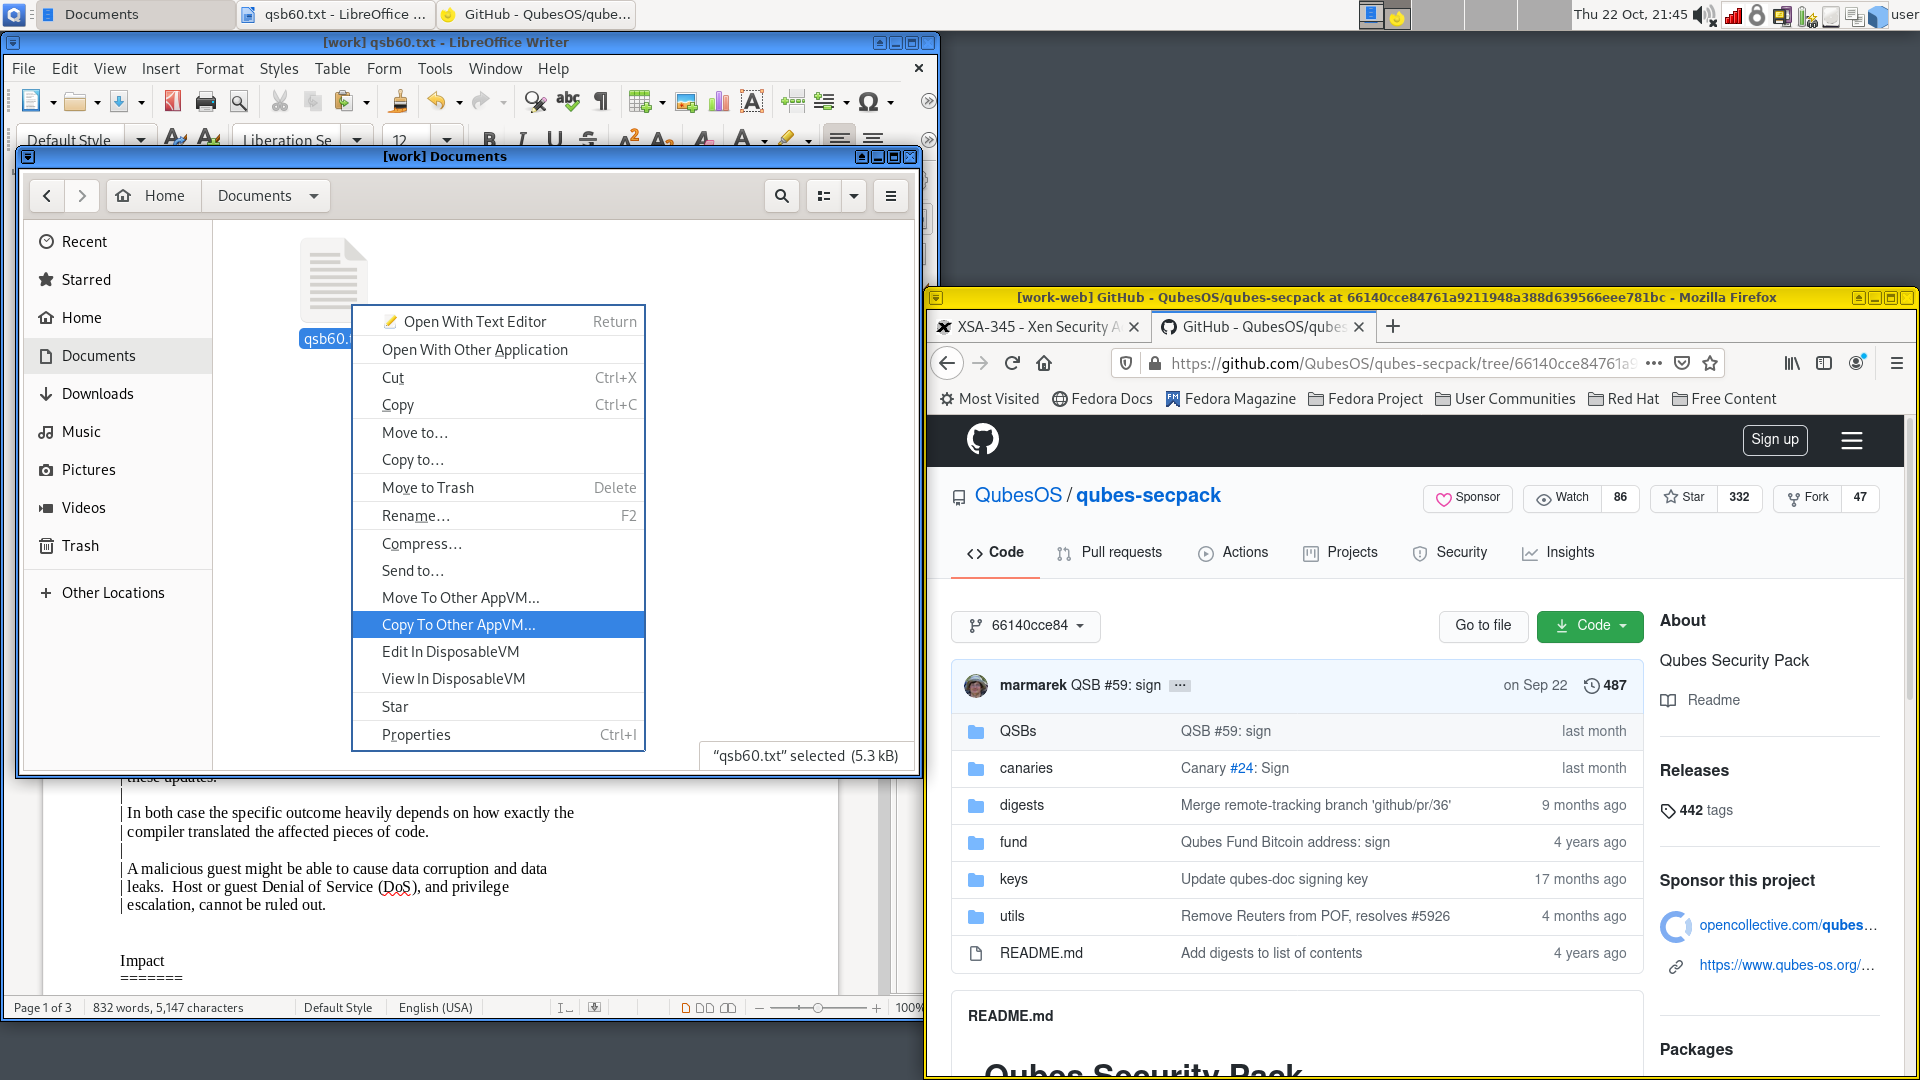 Documents
qsb60.txt - LibreOffice ...
GitHub - QubesOS/qube...
Thu 22 Oct, 21:45
user
[work] qsb60.txt - LibreOffice Writer
File Edit View Insert Format Styles Table Form Tools Window Help
Default Style
Liberation Se
12
[work] Documents
Home
Documents
Recent
Starred
Home
Documents
Downloads
Music
Pictures
Videos
Trash
Other Locations
qsb60.t
Open With Text Editor Return
Open With Other Application
Cut Ctrl+X
Copy Ctrl+C
Move to…
Copy to…
Move to Trash Delete
Rename… F2
Compress…
Send to…
Move To Other AppVM...
Copy To Other AppVM...
Edit In DisposableVM
View In DisposableVM
Star
Properties Ctrl+I
“qsb60.txt” selected (5.3 kB)
these updates.
|
| In both case the specific outcome heavily depends on how exactly the
| compiler translated the affected pieces of code.
|
| A malicious guest might be able to cause data corruption and data
| leaks.  Host or guest Denial of Service (DoS), and privilege
| escalation, cannot be ruled out.
Impact
=======
Page 1 of 3
832 words, 5,147 characters
Default Style
English (USA)
100%
[work-web] GitHub - QubesOS/qubes-secpack at 66140cce84761a9211948a388d639566eee781bc - Mozilla Firefox
XSA-345 - Xen Security A
GitHub - QubesOS/qubes
https://github.com/QubesOS/qubes-secpack/tree/66140cce84761a9
Most Visited
Fedora Docs
Fedora Magazine
Fedora Project
User Communities
Red Hat
Free Content
Sign up
QubesOS / qubes-secpack
Sponsor
Watch 86
Star 332
Fork 47
Code
Pull requests
Actions
Projects
Security
Insights
66140cce84
Go to file
Code
marmarek QSB #59: sign ... on Sep 22 487
QSBs QSB #59: sign last month
canaries Canary #24: Sign last month
digests Merge remote-tracking branch 'github/pr/36' 9 months ago
fund Qubes Fund Bitcoin address: sign 4 years ago
keys Update qubes-doc signing key 17 months ago
utils Remove Reuters from POF, resolves #5926 4 months ago
README.md Add digests to list of contents 4 years ago
README.md
Qubes Security Pack
About
Qubes Security Pack
Readme
Releases
442 tags
Sponsor this project
opencollective.com/qubes...
https://www.qubes-os.org/...
Packages